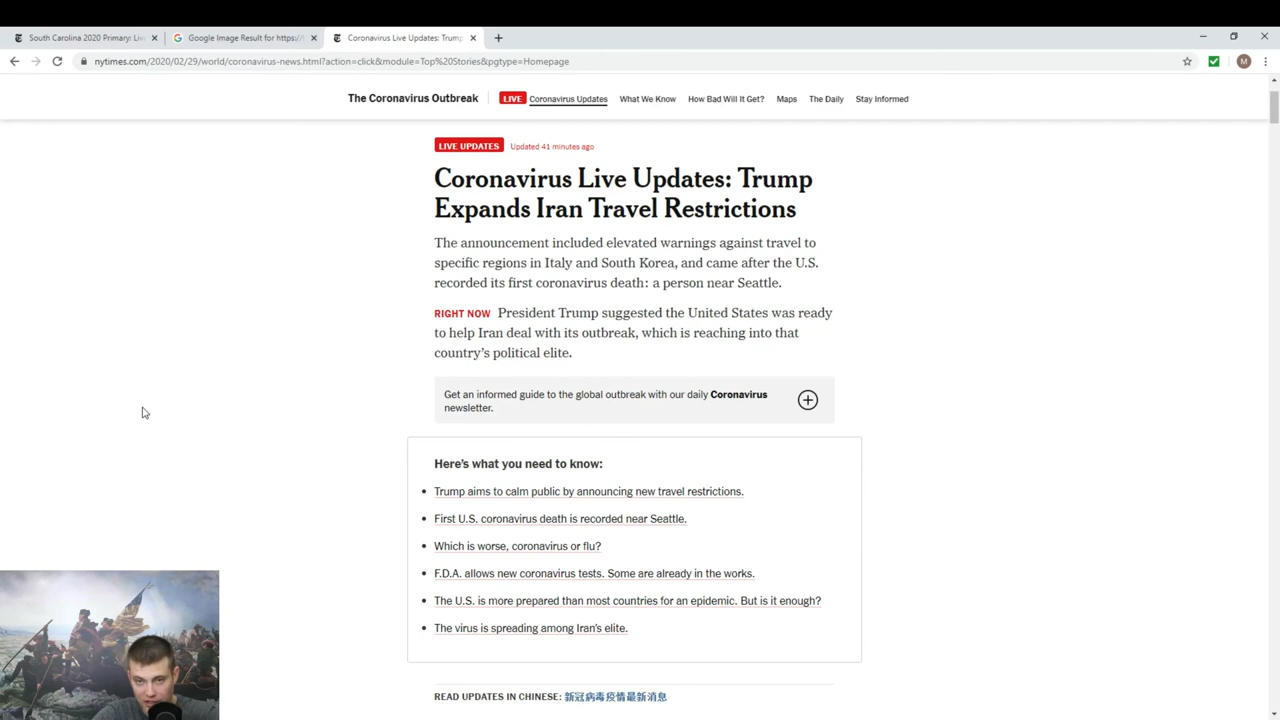 South Carolina 2020 Primary: Liv
Google Image Result for https://
Coronavirus Live Updates: Trump
nytimes.com/2020/02/29/world/coronavirus-news.html?action=click&module=Top%20Stories&pgtype=Homepage
M
The Coronavirus Outbreak
LIVE Coronavirus Updates What We Know How Bad Will It Get? Maps The Daily Stay Informed
LIVE UPDATES Updated 41 minutes ago
Coronavirus Live Updates: Trump
Expands Iran Travel Restrictions
The announcement included elevated warnings against travel to
specific regions in Italy and South Korea, and came after the U.S.
recorded its first coronavirus death: a person near Seattle.
RIGHT NOW President Trump suggested the United States was ready
to help Iran deal with its outbreak, which is reaching into that
country’s political elite.
Get an informed guide to the global outbreak with our daily Coronavirus
newsletter.
Here’s what you need to know:
Trump aims to calm public by announcing new travel restrictions.
First U.S. coronavirus death is recorded near Seattle.
Which is worse, coronavirus or flu?
F.D.A. allows new coronavirus tests. Some are already in the works.
The U.S. is more prepared than most countries for an epidemic. But is it enough?
The virus is spreading among Iran’s elite.
READ UPDATES IN CHINESE: 新冠病毒疫情最新消息